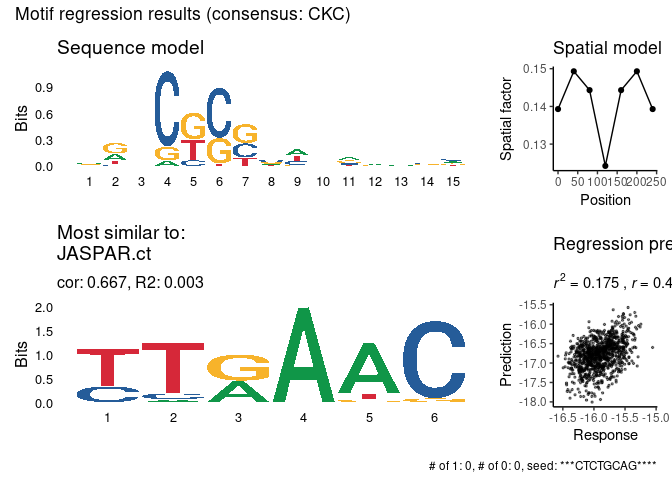 Motif regression results (consensus: CKC)
Sequence model
Bits
0.9
0.6
0.3
0.0
1 2 3 4 5 6 7 8 9 10 11 12 13 14 15
Spatial model
Spatial factor
0.15
0.14
0.13
0 50 100150200250
Position
Most similar to:
JASPAR.ct
cor: 0.667, R2: 0.003
Bits
2.0
1.5
1.0
0.5
0.0
T C T C G A A A T C
1 2 3 4 5 6
Regression pre
r² = 0.175 , r = 0.4
Prediction
-15.5
-16.0
-16.5
-17.0
-17.5
-18.0
-16.5 -16.0 -15.5 -15.0
Response
# of 1: 0, # of 0: 0, seed: ***CTCTGCAG****